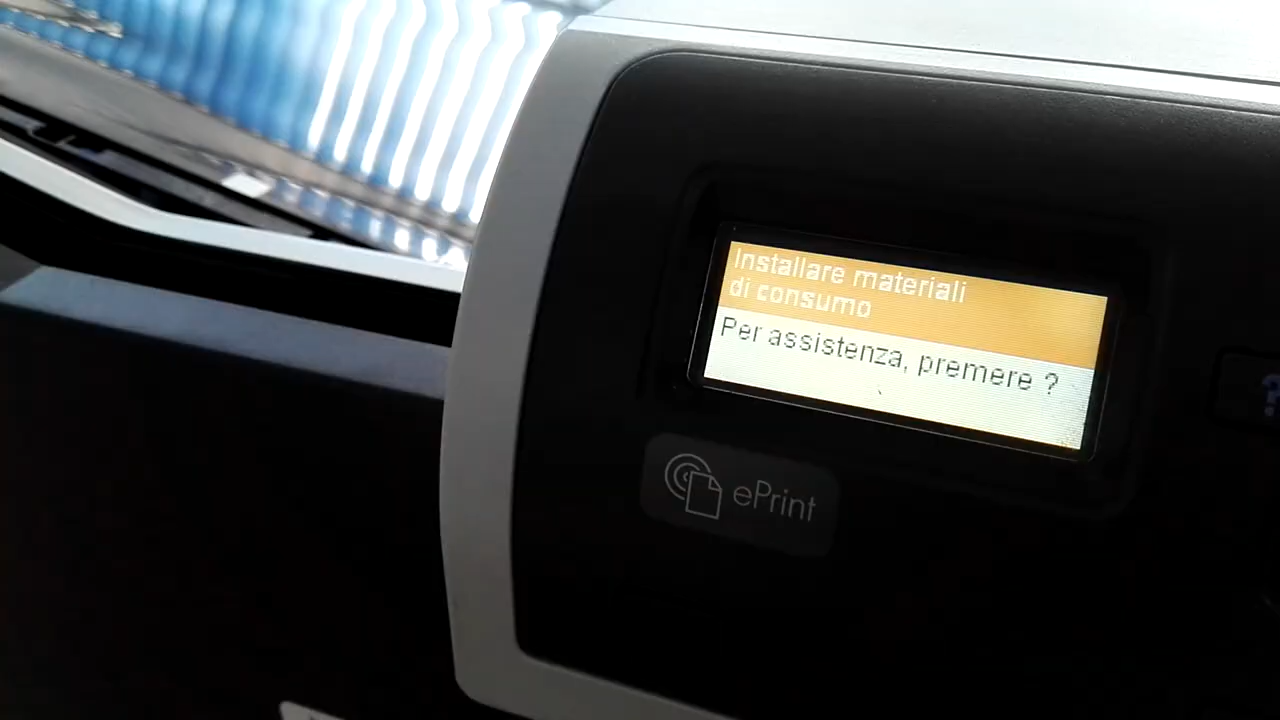 Installare materiali
di consumo
Per assistenza, premere ?
ePrint
?